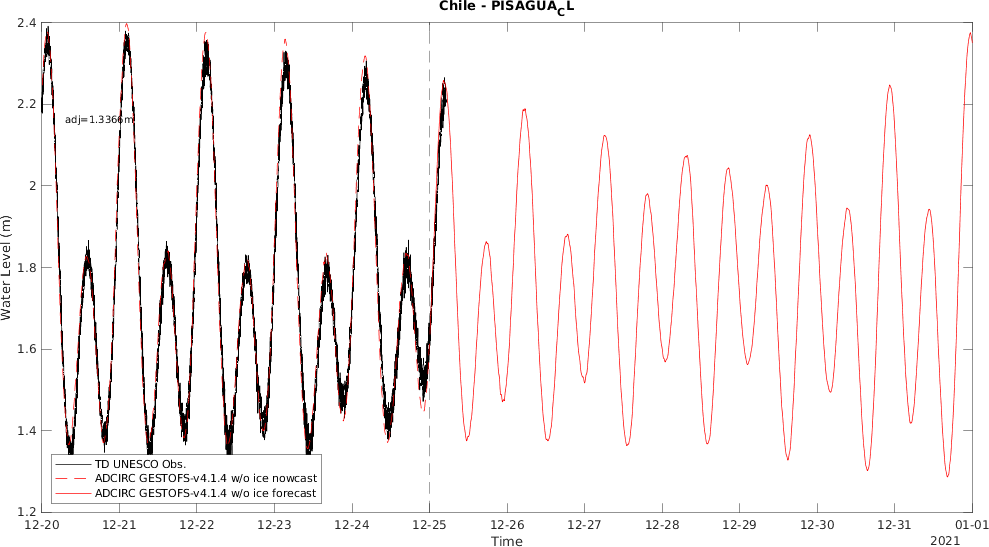 Chile - PISAGUA_CL
2.4
2.2
2
1.8
1.6
1.4
1.2
Water Level (m)
adj=1.3366m
TD UNESCO Obs.
ADCIRC GESTOFS-v4.1.4 w/o ice nowcast
ADCIRC GESTOFS-v4.1.4 w/o ice forecast
12-20 12-21 12-22 12-23 12-24 12-25 12-26 12-27 12-28 12-29 12-30 12-31 01-01
Time
2021